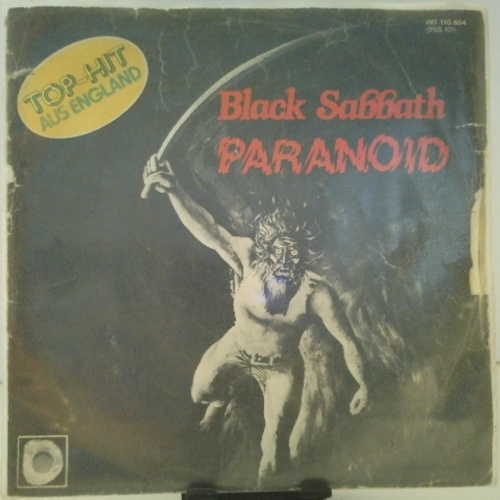 INT 110.604
TOP-HIT
AUS ENGLAND
Black Sabbath
PARANOID